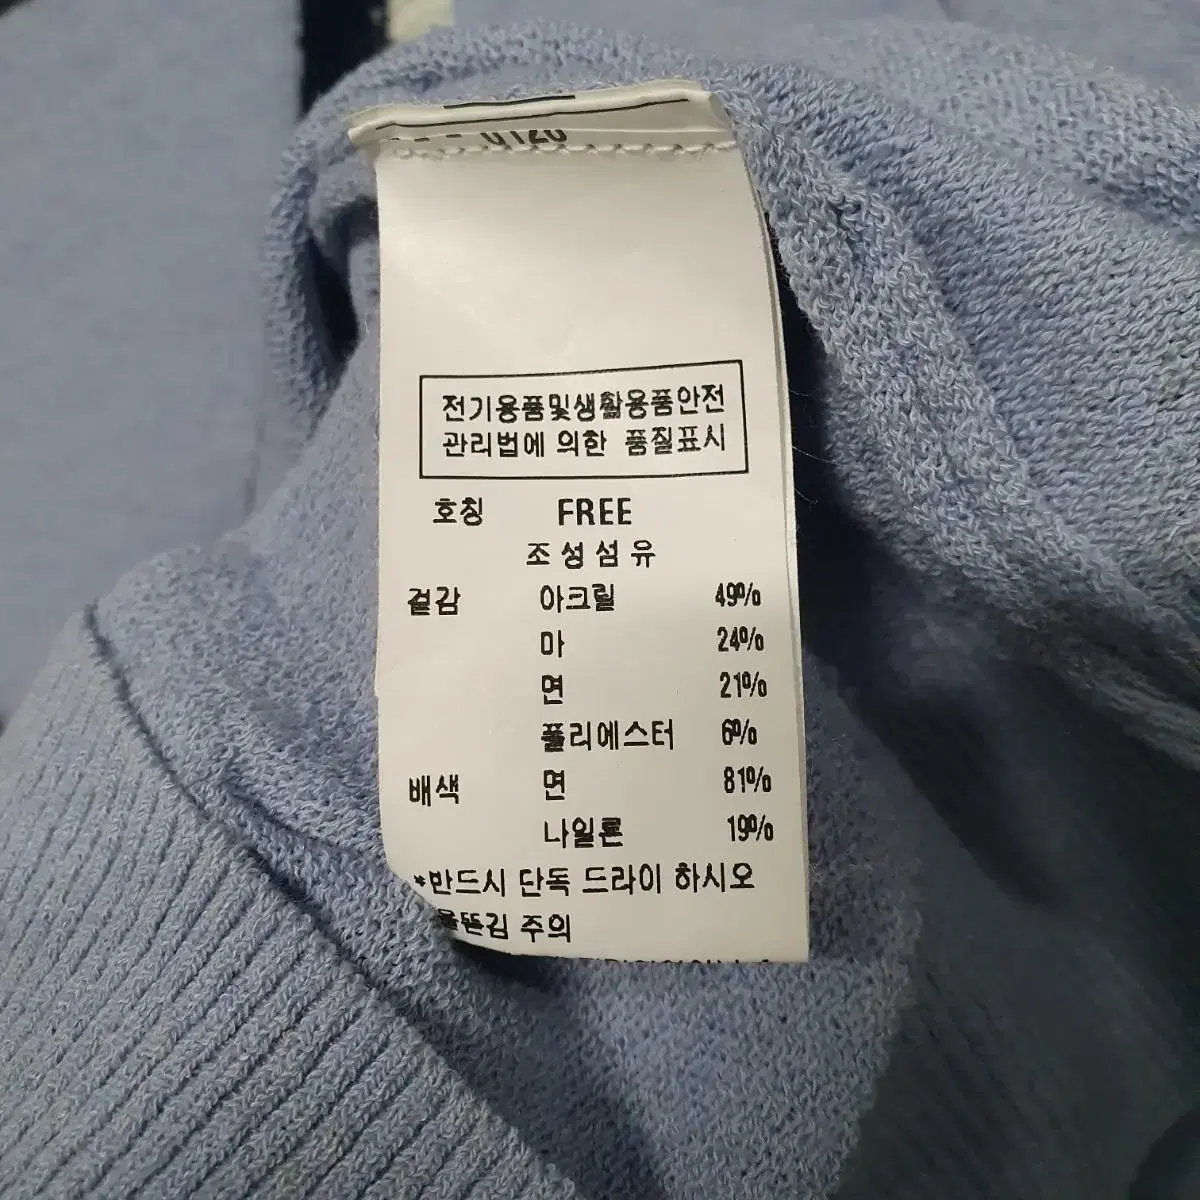 전기용품및생활용품안전
관리법에 의한 품질표시
호칭 FREE
조성섬유
겉감 아크릴 49%
마 24%
면 21%
폴리에스터 6%
배색 면 81%
나일론 19%
*반드시 단독 드라이 하시오
올뜯김 주의